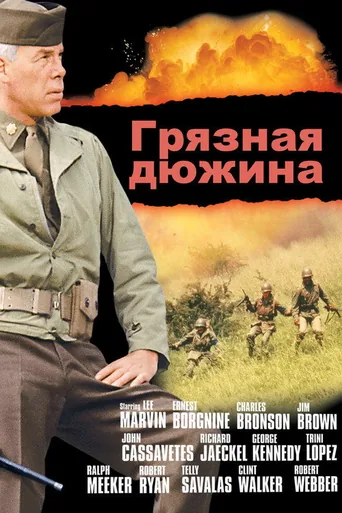 Грязная
дюжина
Starring LEE MARVIN ERNEST BORGNINE CHARLES BRONSON JIM BROWN
JOHN CASSAVETES RICHARD JAECKEL GEORGE KENNEDY TRINI LOPEZ
RALPH MEEKER ROBERT RYAN TELLY SAVALAS CLINT WALKER ROBERT WEBBER